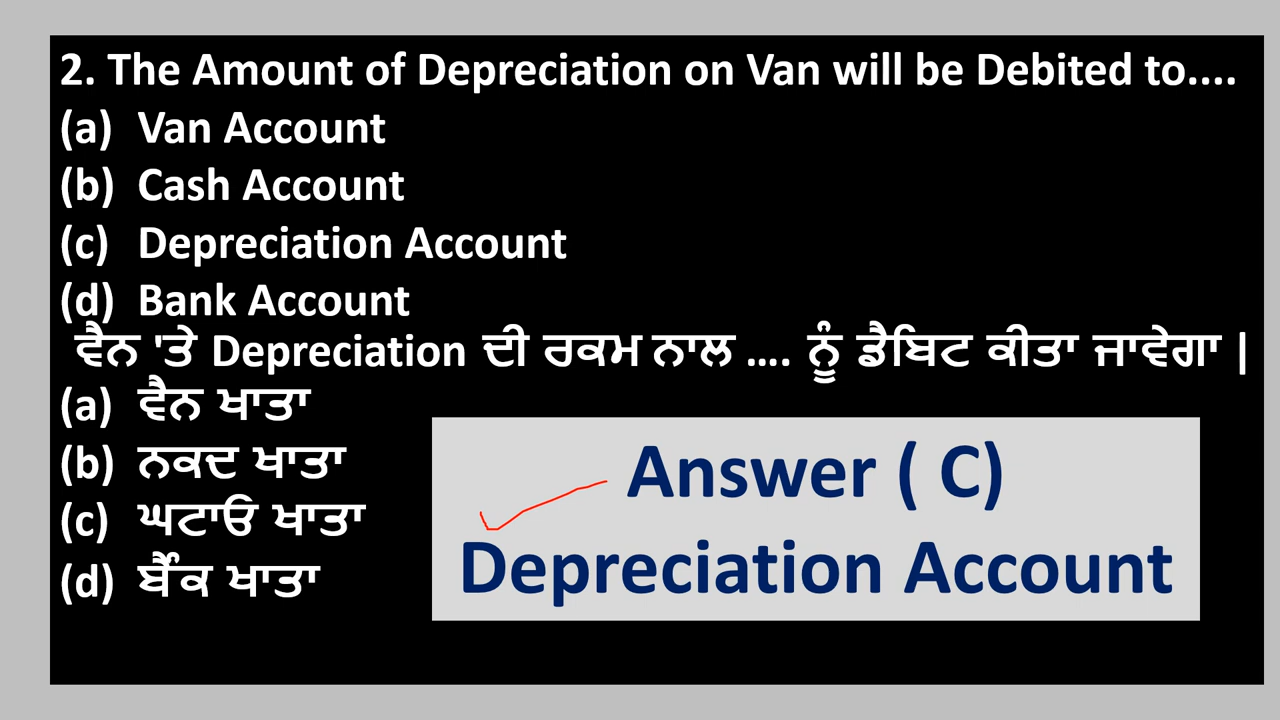 2. The Amount of Depreciation on Van will be Debited to....
(a) Van Account
(b) Cash Account
(c) Depreciation Account
(d) Bank Account
ਵੈਨ 'ਤੇ Depreciation ਦੀ ਰਕਮ ਨਾਲ .... ਨੂੰ ਡੈਬਿਟ ਕੀਤਾ ਜਾਵੇਗਾ |
(a) ਵੈਨ ਖਾਤਾ
(b) ਨਕਦ ਖਾਤਾ
(c) ਘਟਾਓ ਖਾਤਾ
(d) ਬੈਂਕ ਖਾਤਾ
Answer ( C)
Depreciation Account